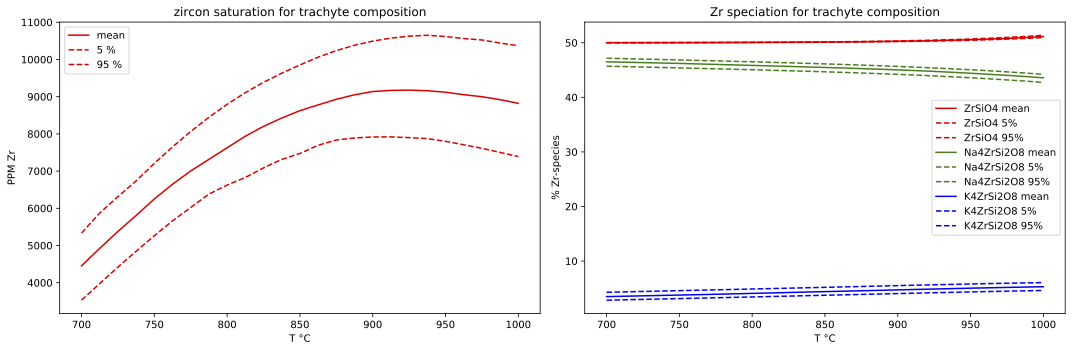 zircon saturation for trachyte composition
11000
10000
9000
8000
7000
6000
5000
4000
PPM Zr
mean
5 %
95 %
700
750
800
850
900
950
1000
T °C
Zr speciation for trachyte composition
50
40
30
20
10
% Zr-species
ZrSiO4 mean
ZrSiO4 5%
ZrSiO4 95%
Na4ZrSi2O8 mean
Na4ZrSi2O8 5%
Na4ZrSi2O8 95%
K4ZrSi2O8 mean
K4ZrSi2O8 5%
K4ZrSi2O8 95%
700
750
800
850
900
950
1000
T °C